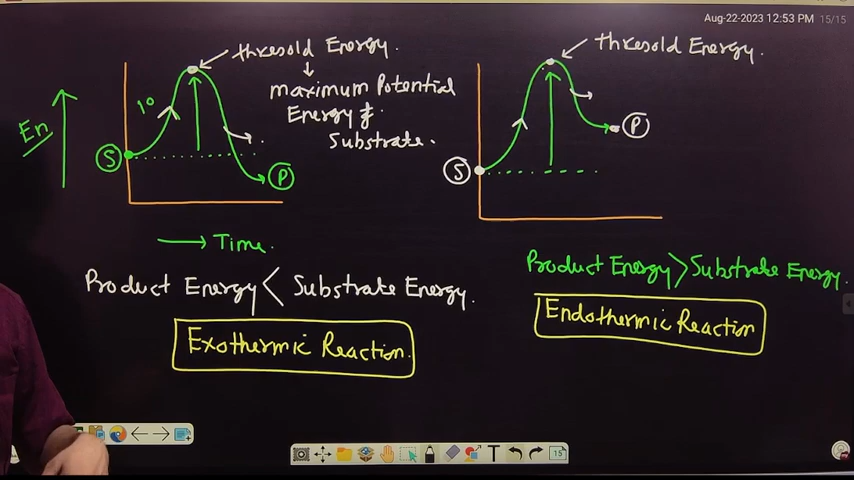 Aug-22-2023 12:53 PM 15/15
thresold Energy.
maximum Potential
Energy of
Substrate.
1°
En
S
P
Time.
Product Energy < Substrate Energy.
Exothermic Reaction.
thresold Energy.
S
P
Product Energy > Substrate Energy.
Endothermic Reaction
15
T